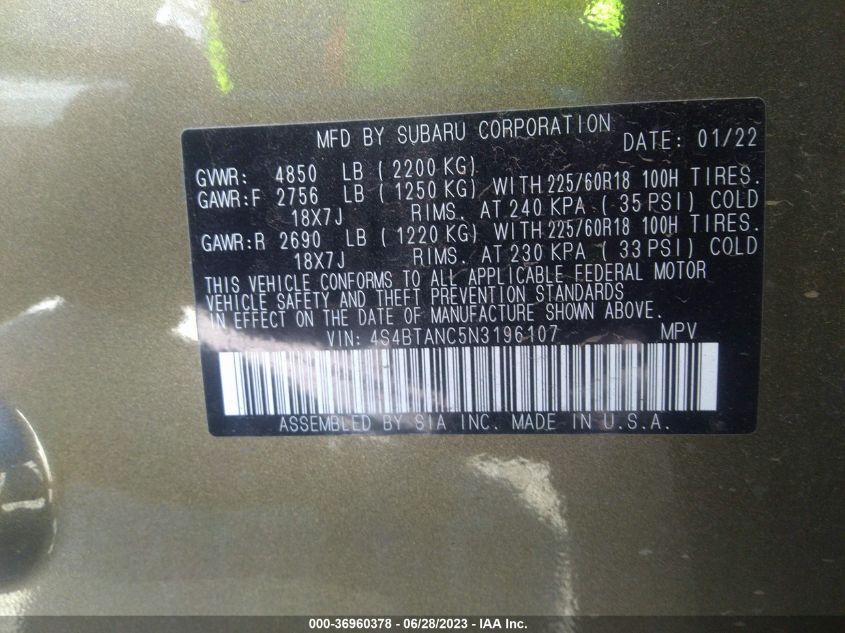 MFD BY SUBARU CORPORATION DATE: 01/22
GVWR: 4850 LB (2200 KG)
GAWR:F 2756 LB (1250 KG) WITH 225/60R18 100H TIRES.
18X7J RIMS. AT 240 KPA (35 PSI) COLD
GAWR:R 2690 LB (1220 KG) WITH 225/60R18 100H TIRES.
18X7J RIMS. AT 230 KPA (33 PSI) COLD
THIS VEHICLE CONFORMS TO ALL APPLICABLE FEDERAL MOTOR
VEHICLE SAFETY AND THEFT PREVENTION STANDARDS
IN EFFECT ON THE DATE OF MANUFACTURE SHOWN ABOVE.
VIN: 4S4BTANC5N3196107 MPV
ASSEMBLED BY SIA INC. MADE IN U.S.A.
000-36960378 - 06/28/2023 - IAA Inc.